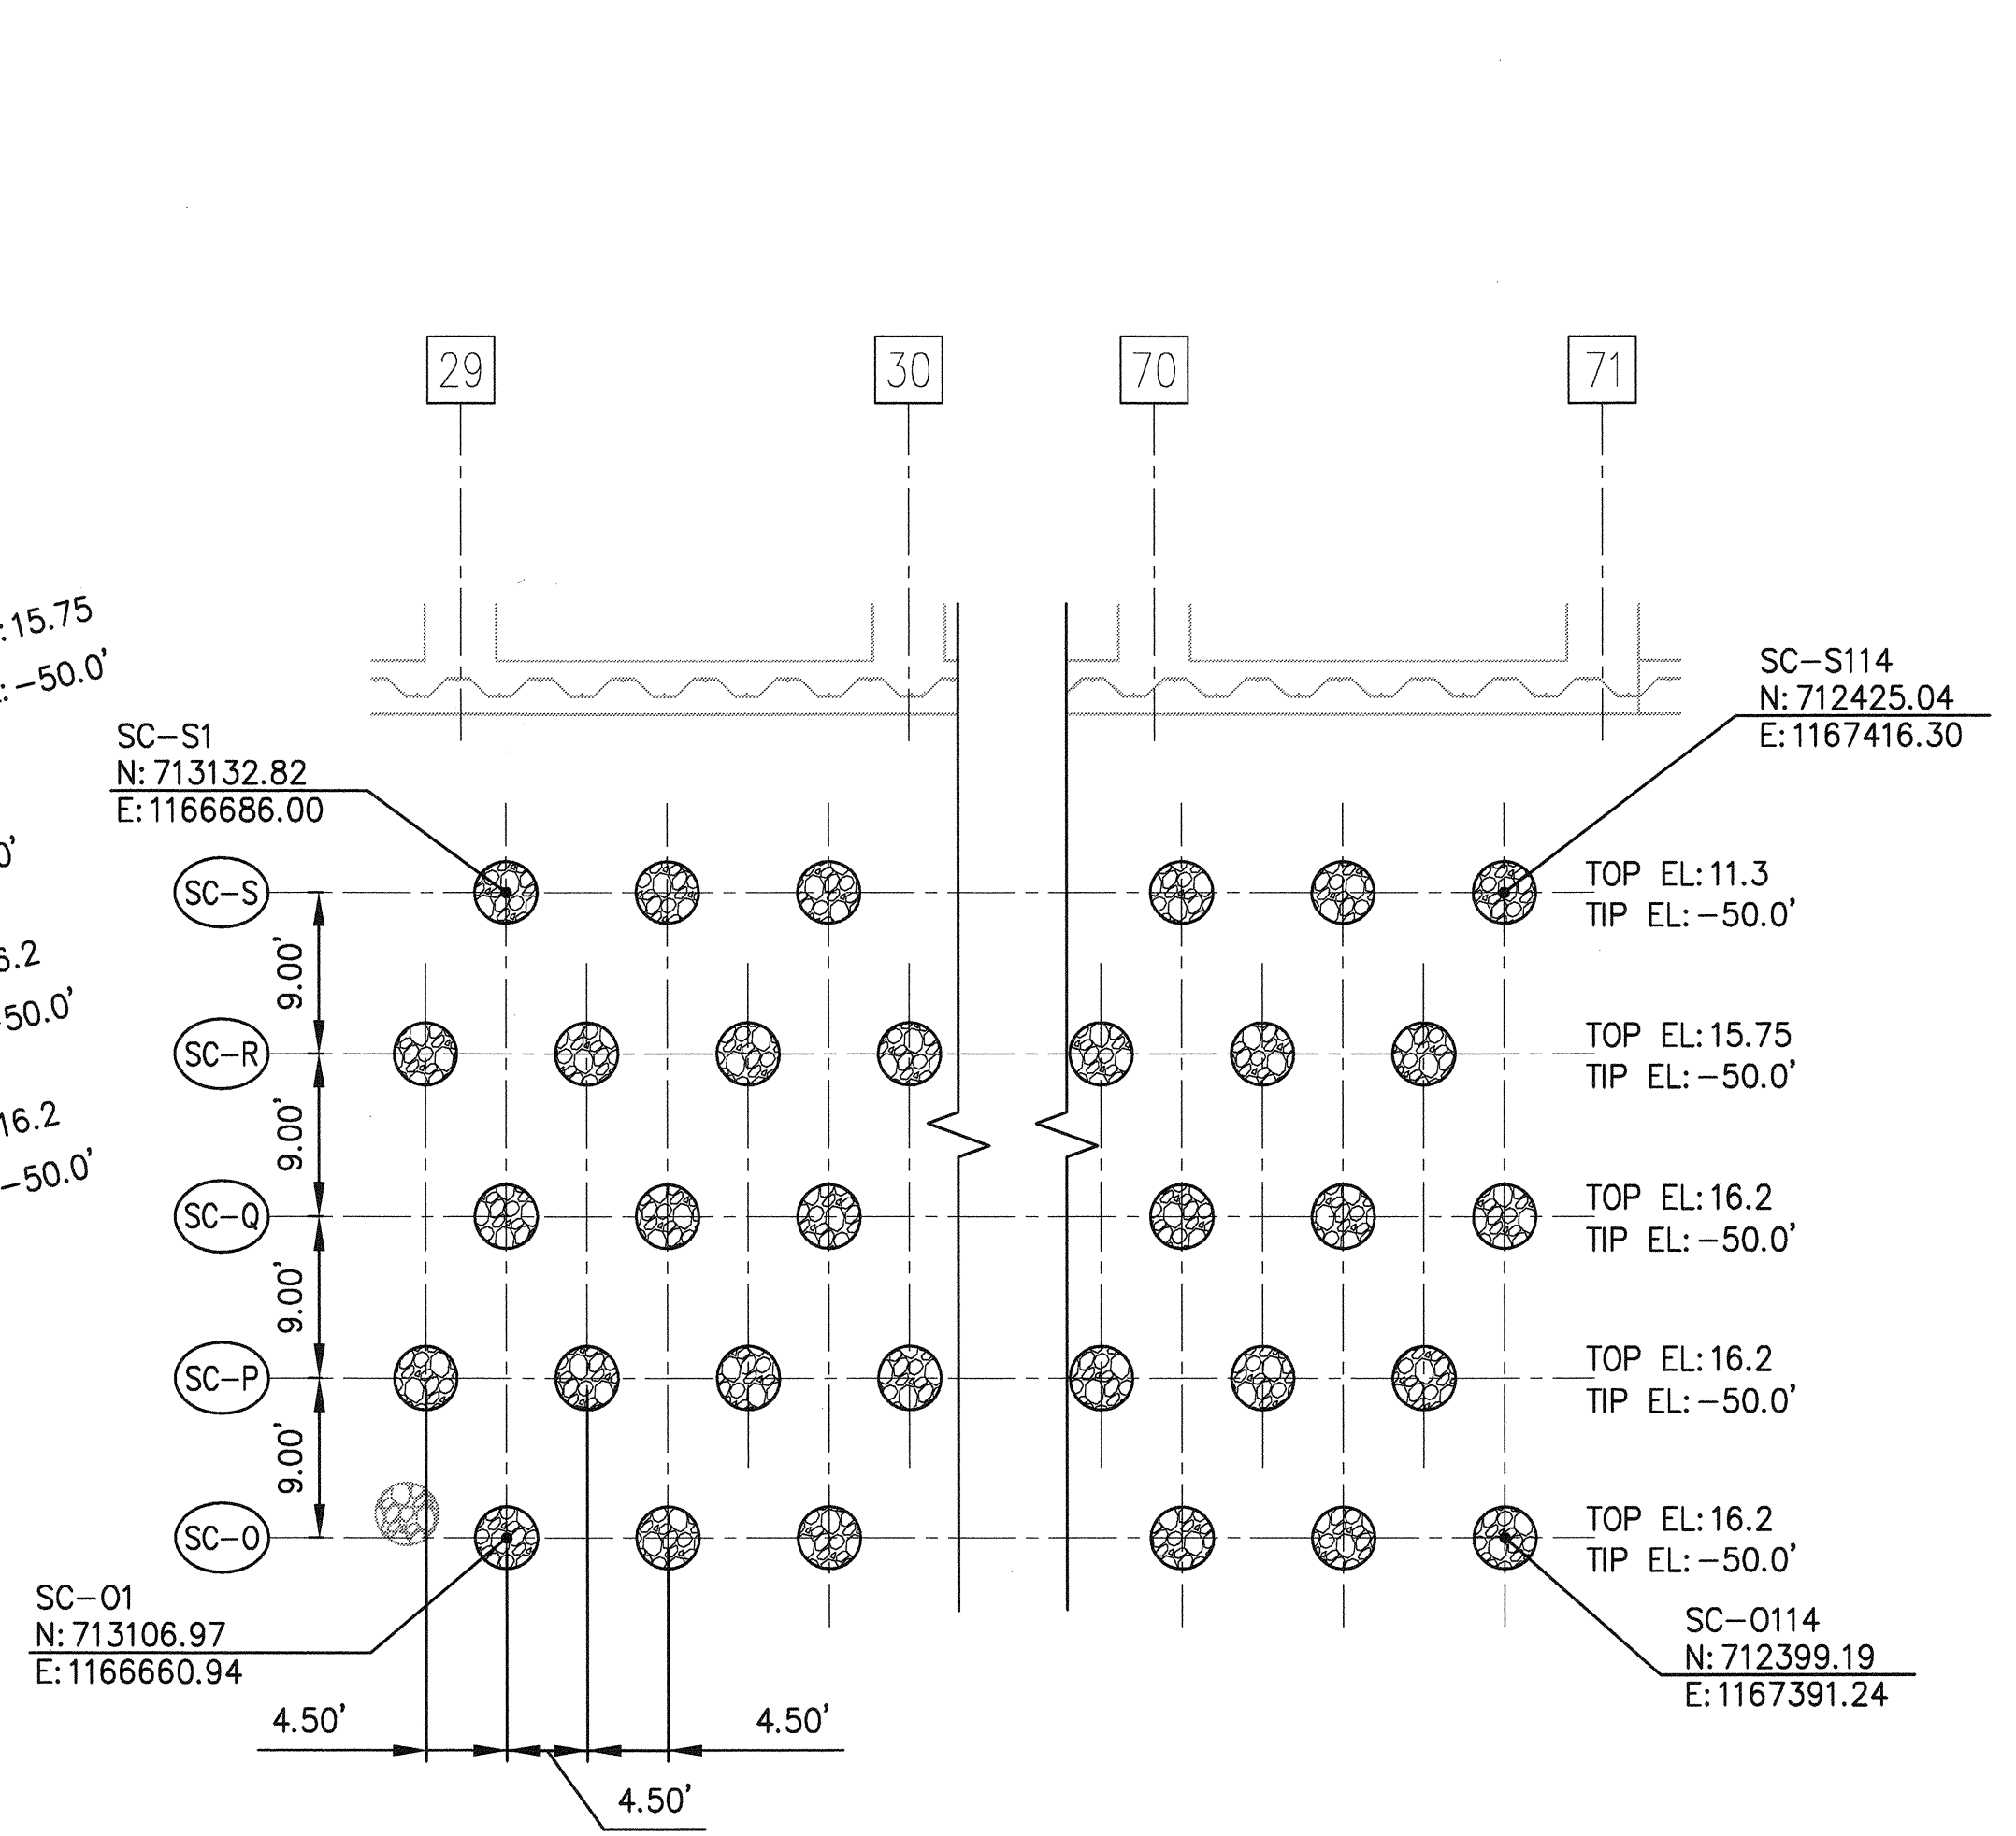 29
30
70
71
:15.75
:-50.0'
0'
6.2
-50.0'
16.2
-50.0'
SC-S1
N: 713132.82
E: 1166686.00
SC-S114
N: 712425.04
E: 1167416.30
SC-S
TOP EL: 11.3
TIP EL: -50.0'
9.00'
SC-R
TOP EL: 15.75
TIP EL: -50.0'
9.00'
SC-Q
TOP EL: 16.2
TIP EL: -50.0'
9.00'
SC-P
TOP EL: 16.2
TIP EL: -50.0'
9.00'
SC-O
TOP EL: 16.2
TIP EL: -50.0'
SC-O1
N: 713106.97
E: 1166660.94
SC-O114
N: 712399.19
E: 1167391.24
4.50'
4.50'
4.50'